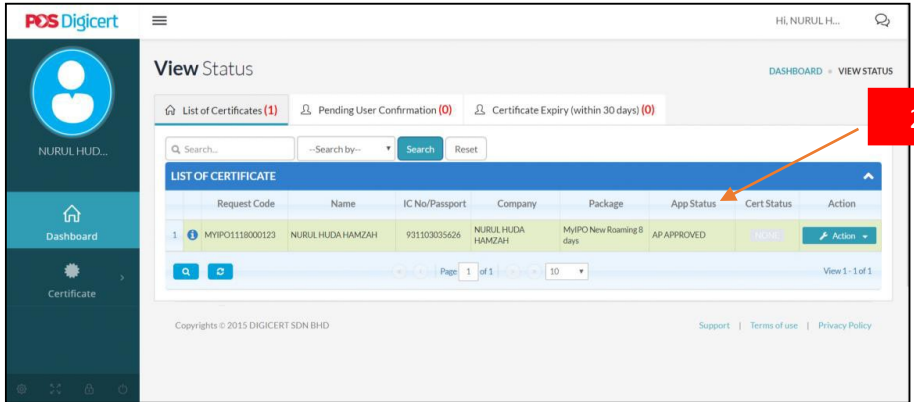 POS Digicert
Hi, NURUL H...
NURUL HUD...
Dashboard
Certificate
View Status
DASHBOARD VIEW STATUS
List of Certificates (1) Pending User Confirmation (0) Certificate Expiry (within 30 days) (0)
2
Search... --Search by-- Search Reset
LIST OF CERTIFICATE
Request Code Name IC No/Passport Company Package App Status Cert Status Action
1 MYIPO1118000123 NURUL HUDA HAMZAH 931103035626 NURUL HUDA HAMZAH MyIPO New Roaming 8 days AP APPROVED NONE Action
Page 1 of 1 10 View 1 - 1 of 1
Copyrights © 2015 DIGICERT SDN BHD Support | Terms of use | Privacy Policy